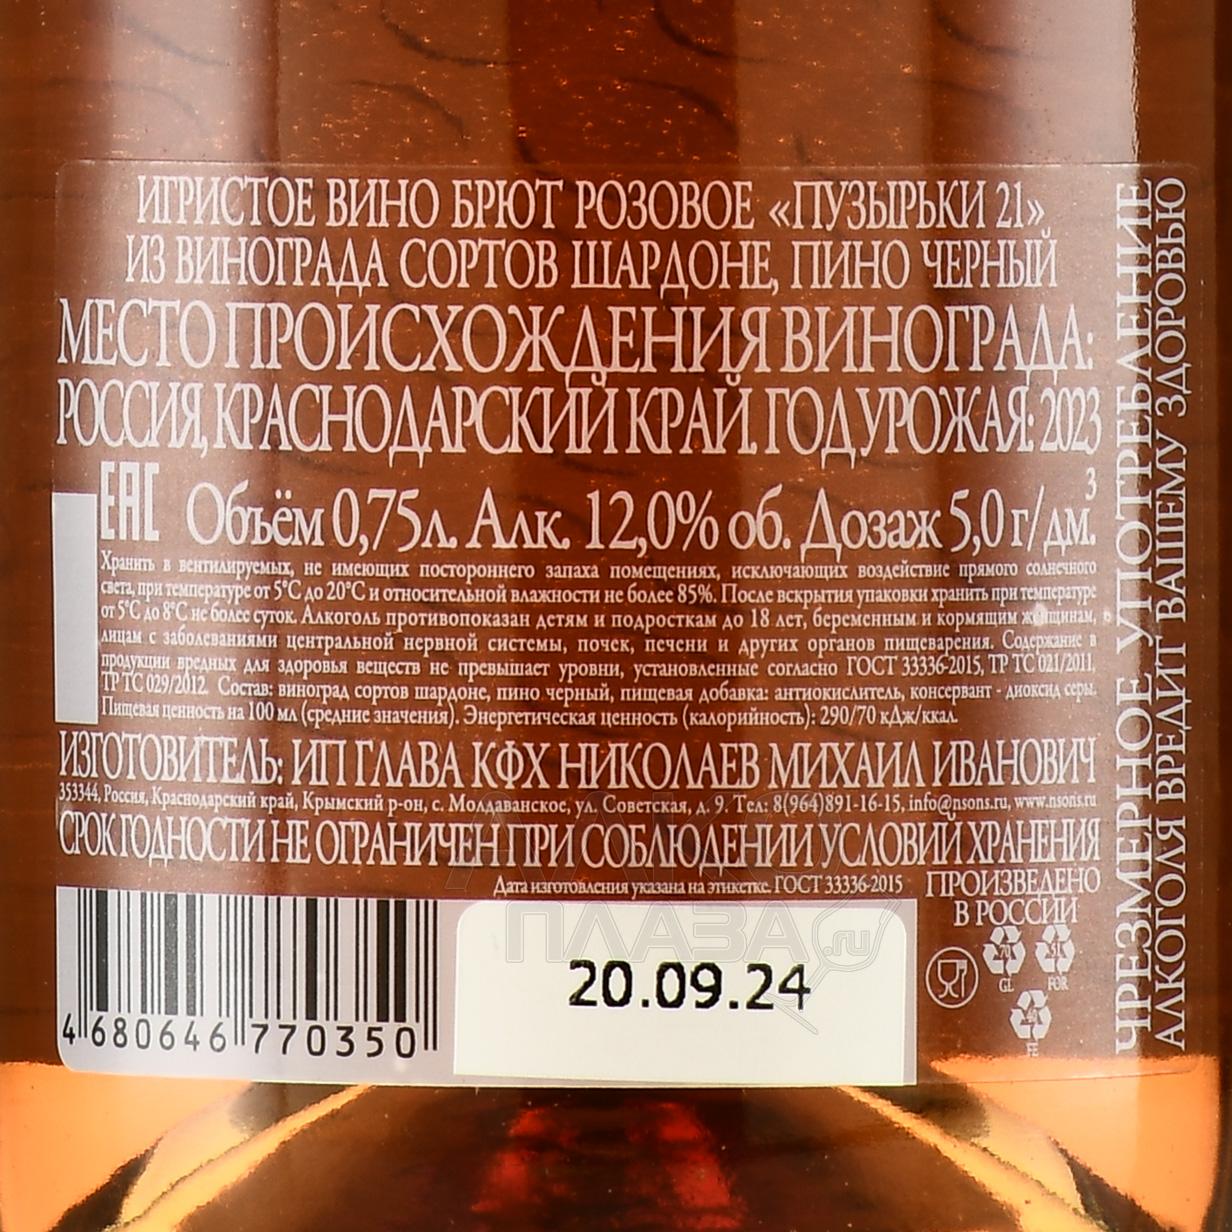 ИГРИСТОЕ ВИНО БРЮТ РОЗОВОЕ «ПУЗЫРЬКИ 21»
ИЗ ВИНОГРАДА СОРТОВ ШАРДОНЕ, ПИНО ЧЕРНЫЙ
МЕСТО ПРОИСХОЖДЕНИЯ ВИНОГРАДА:
РОССИЯ, КРАСНОДАРСКИЙ КРАЙ. ГОД УРОЖАЯ: 2023
EAC Объём 0,75л. Алк. 12,0% об. Дозаж 5,0 г/дм.³
Хранить в вентилируемых, не имеющих постороннего запаха помещениях, исключающих воздействие прямого солнечного
света, при температуре от 5°С до 20°С и относительной влажности не более 85%. После вскрытия упаковки хранить при температуре
от 5°С до 8°С не более суток. Алкоголь противопоказан детям и подросткам до 18 лет, беременным и кормящим женщинам,
лицам с заболеваниями центральной нервной системы, почек, печени и других органов пищеварения. Содержание в
продукции вредных для здоровья веществ не превышает уровни, установленные согласно ГОСТ 33336-2015, ТР ТС 021/2011,
ТР ТС 029/2012. Состав: виноград сортов шардоне, пино черный, пищевая добавка: антиокислитель, консервант - диоксид серы.
Пищевая ценность на 100 мл (средние значения). Энергетическая ценность (калорийность): 290/70 кДж/ккал.
ИЗГОТОВИТЕЛЬ: ИП ГЛАВА КФХ НИКОЛАЕВ МИХАИЛ ИВАНОВИЧ
353344, Россия, Краснодарский край, Крымский р-он, с. Молдаванское, ул. Советская, д. 9. Тел: 8(964)891-16-15, info@nsons.ru, www.nsons.ru
СРОК ГОДНОСТИ НЕ ОГРАНИЧЕН ПРИ СОБЛЮДЕНИИ УСЛОВИЙ ХРАНЕНИЯ
Дата изготовления указана на этикетке. ГОСТ 33336-2015
ПРОИЗВЕДЕНО
В РОССИИ
GL
FOR
FE
4 680646 770350
20.09.24
ПЛАЗА.ru
ЧРЕЗМЕРНОЕ УПОТРЕБЛЕНИЕ
АЛКОГОЛЯ ВРЕДИТ ВАШЕМУ ЗДОРОВЬЮ